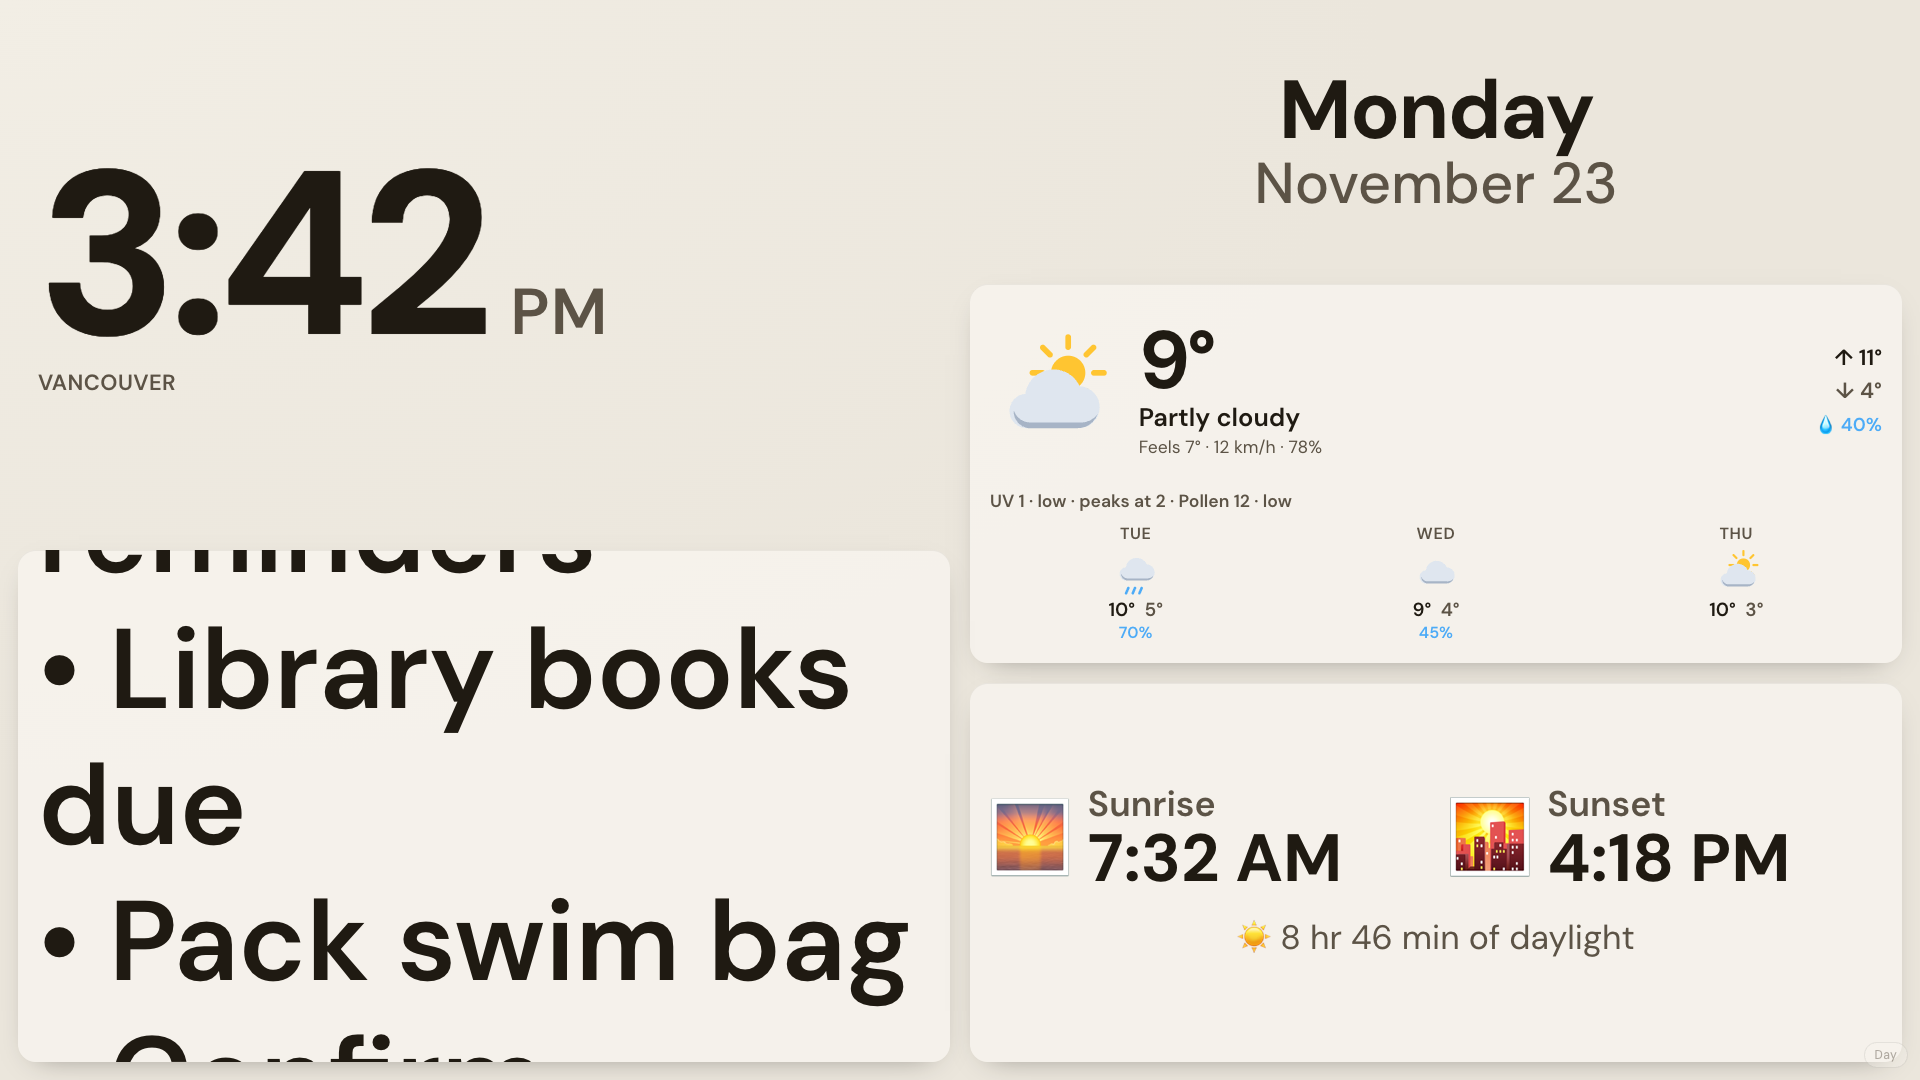 3:42 PM
VANCOUVER
Monday
November 23
9°
Partly cloudy
Feels 7° · 12 km/h · 78%
↑ 11°
↓ 4°
40%
UV 1 · low · peaks at 2 · Pollen 12 · low
TUE
10° 5°
70%
WED
9° 4°
45%
THU
10° 3°
reminders
• Library books
due
• Pack swim bag
Confirm
Sunrise
7:32 AM
Sunset
4:18 PM
8 hr 46 min of daylight
Day